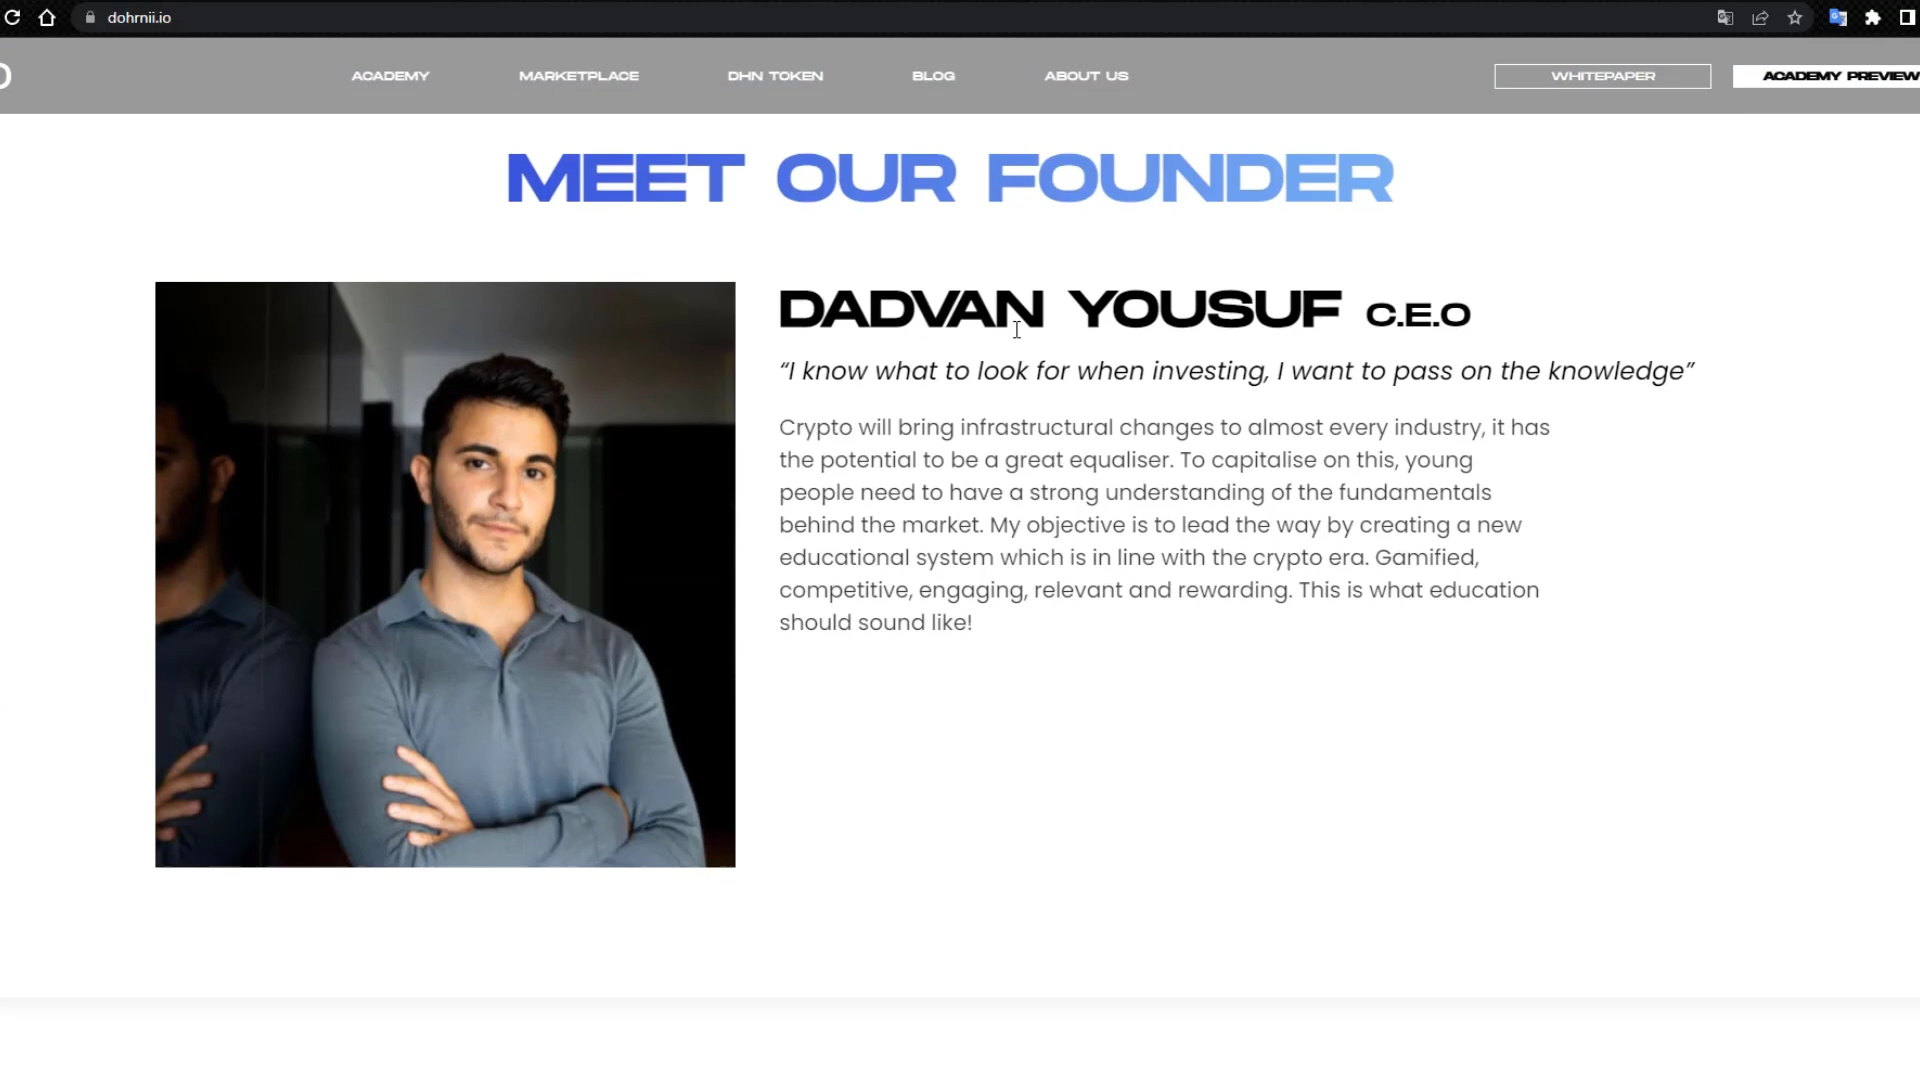 dohrnii.io
ACADEMY MARKETPLACE DHN TOKEN BLOG ABOUT US WHITEPAPER ACADEMY PREVIEW
MEET OUR FOUNDER
DADVAN YOUSUF C.E.O
“I know what to look for when investing, I want to pass on the knowledge”
Crypto will bring infrastructural changes to almost every industry, it has
the potential to be a great equaliser. To capitalise on this, young
people need to have a strong understanding of the fundamentals
behind the market. My objective is to lead the way by creating a new
educational system which is in line with the crypto era. Gamified,
competitive, engaging, relevant and rewarding. This is what education
should sound like!